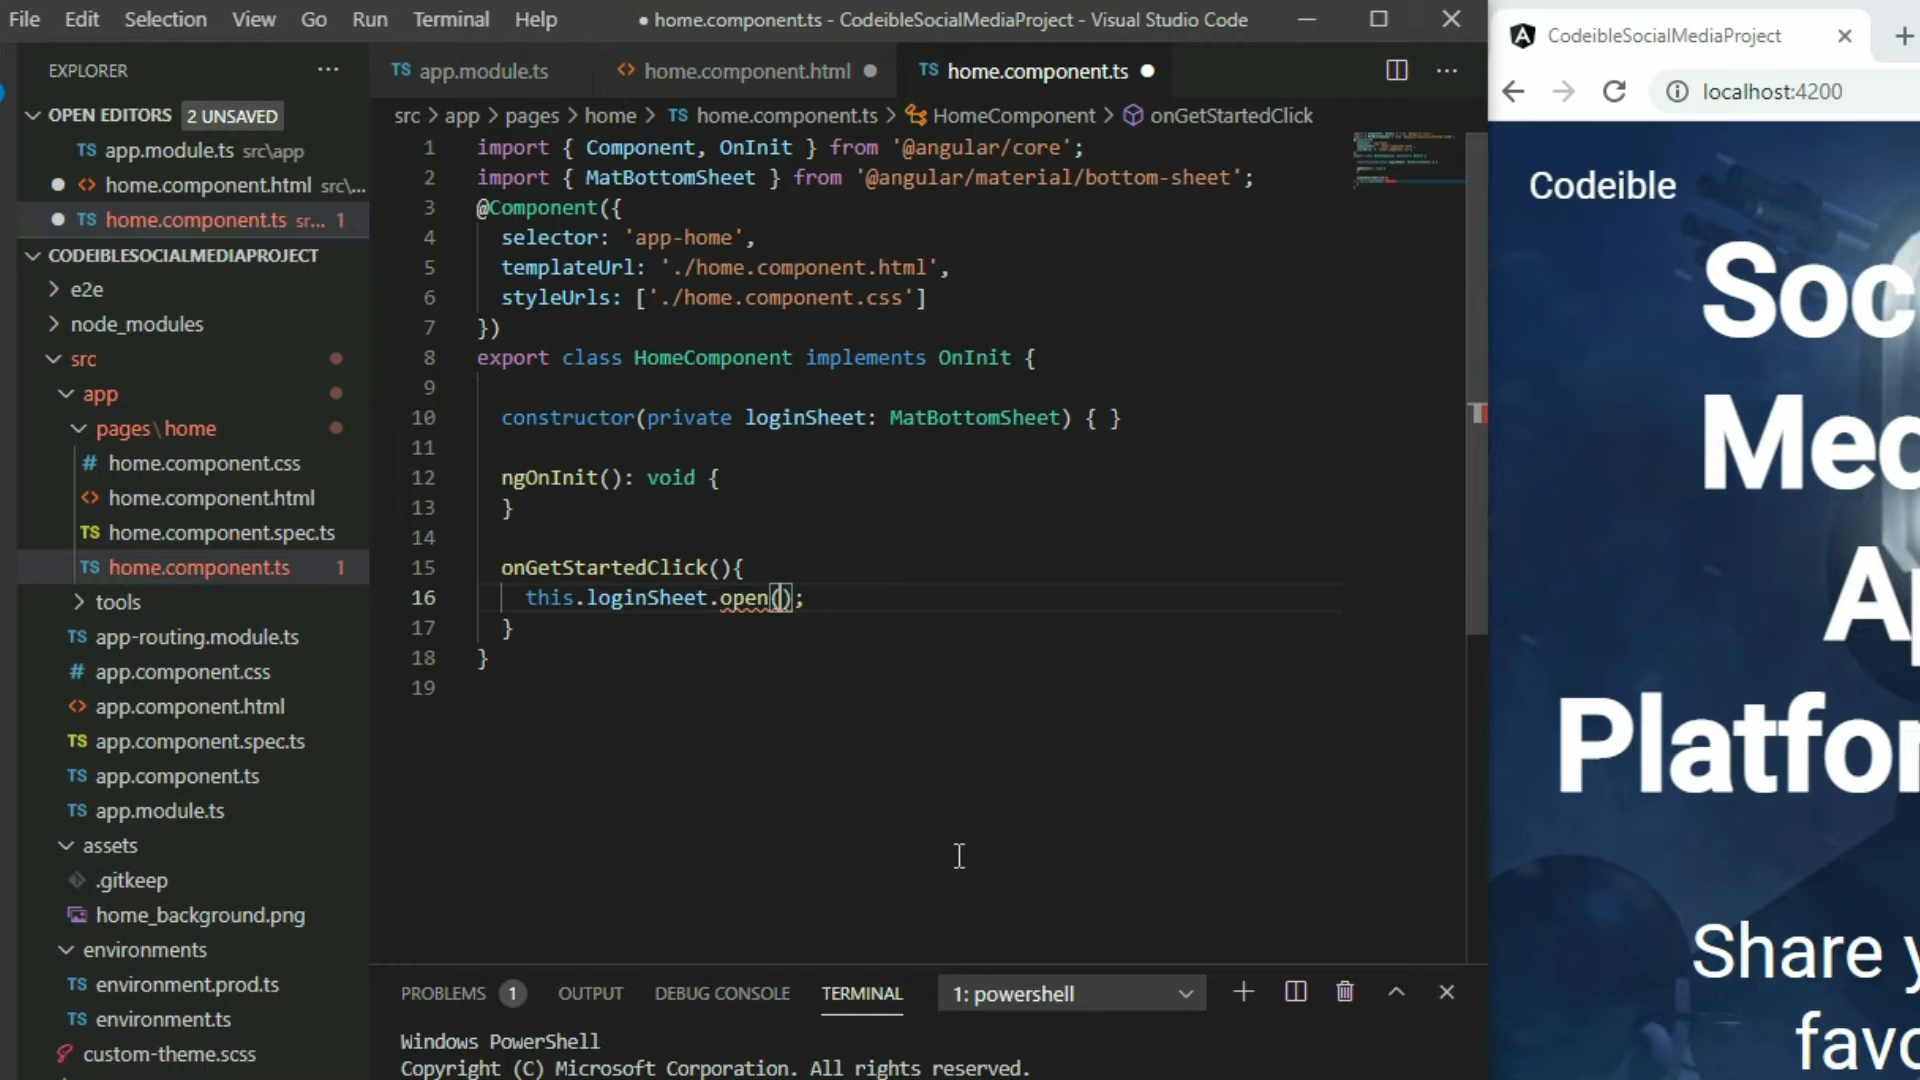 File Edit Selection View Go Run Terminal Help
● home.component.ts - CodeibleSocialMediaProject - Visual Studio Code
EXPLORER
OPEN EDITORS 2 UNSAVED
TS app.module.ts src\app
home.component.html src\...
TS home.component.ts sr... 1
CODEIBLESOCIALMEDIAPROJECT
e2e
node_modules
src
app
pages\home
# home.component.css
<> home.component.html
TS home.component.spec.ts
TS home.component.ts 1
tools
TS app-routing.module.ts
# app.component.css
<> app.component.html
TS app.component.spec.ts
TS app.component.ts
TS app.module.ts
assets
.gitkeep
home_background.png
environments
TS environment.prod.ts
TS environment.ts
custom-theme.scss
TS app.module.ts
<> home.component.html
TS home.component.ts
src > app > pages > home > TS home.component.ts > HomeComponent > onGetStartedClick
1 import { Component, OnInit } from '@angular/core';
2 import { MatBottomSheet } from '@angular/material/bottom-sheet';
3 @Component({
4 selector: 'app-home',
5 templateUrl: './home.component.html',
6 styleUrls: ['./home.component.css']
7 })
8 export class HomeComponent implements OnInit {
9
10 constructor(private loginSheet: MatBottomSheet) { }
11
12 ngOnInit(): void {
13 }
14
15 onGetStartedClick(){
16 this.loginSheet.open();
17 }
18 }
19
PROBLEMS 1 OUTPUT DEBUG CONSOLE TERMINAL 1: powershell
Windows PowerShell
Copyright (C) Microsoft Corporation. All rights reserved.
CodeibleSocialMediaProject
localhost:4200
Codeible
Soc
Med
Ap
Platfor
Share y
favo